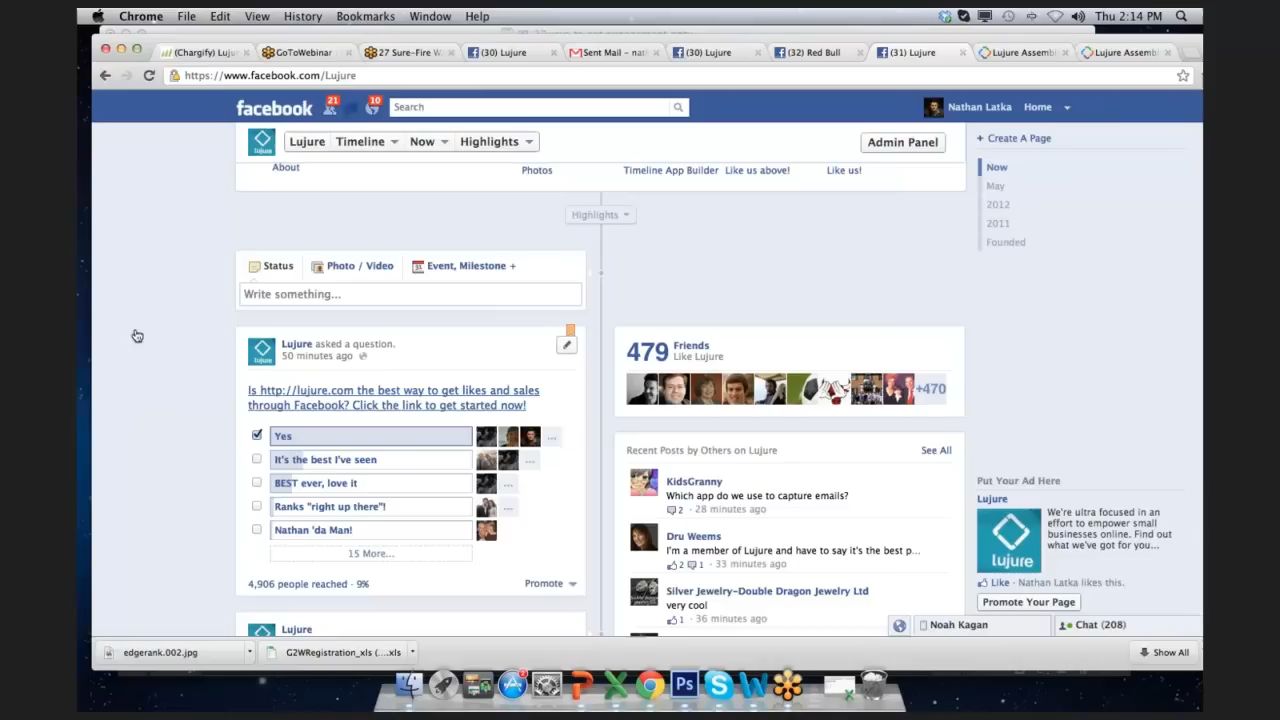 Chrome File Edit View History Bookmarks Window Help Thu 2:14 PM
(Chargify) Luju GoToWebinar 27 Sure-Fire W (30) Lujure Sent Mail - nat (30) Lujure (32) Red Bull (31) Lujure Lujure Assembl Lujure Assembl
https://www.facebook.com/Lujure
facebook 21 10 Search Nathan Latka Home
lujure Lujure Timeline Now Highlights Admin Panel
+ Create A Page
About Photos Timeline App Builder Like us above! Like us!
Now
May
2012
2011
Founded
Highlights
Status Photo / Video 31 Event, Milestone +
Write something...
lujure Lujure asked a question.
50 minutes ago
Is http://lujure.com the best way to get likes and sales
through Facebook? Click the link to get started now!
Yes ...
It's the best I've seen ...
BEST ever, love it ...
Ranks "right up there"! ...
Nathan 'da Man!
15 More...
4,906 people reached · 9% Promote
Lujure
479 Friends
Like Lujure
+470
Recent Posts by Others on Lujure See All
KidsGranny
Which app do we use to capture emails?
2 · 28 minutes ago
Dru Weems
I'm a member of Lujure and have to say it's the best p...
2 1 · 33 minutes ago
Silver Jewelry~Double Dragon Jewelry Ltd
very cool
1 · 36 minutes ago
Put Your Ad Here
Lujure
lujure
We're ultra focused in an
effort to empower small
businesses online. Find out
what we've got for you...
Like · Nathan Latka likes this.
Promote Your Page
Noah Kagan Chat (208)
edgerank.002.jpg G2WRegistration_xls (....xls Show All
Ps